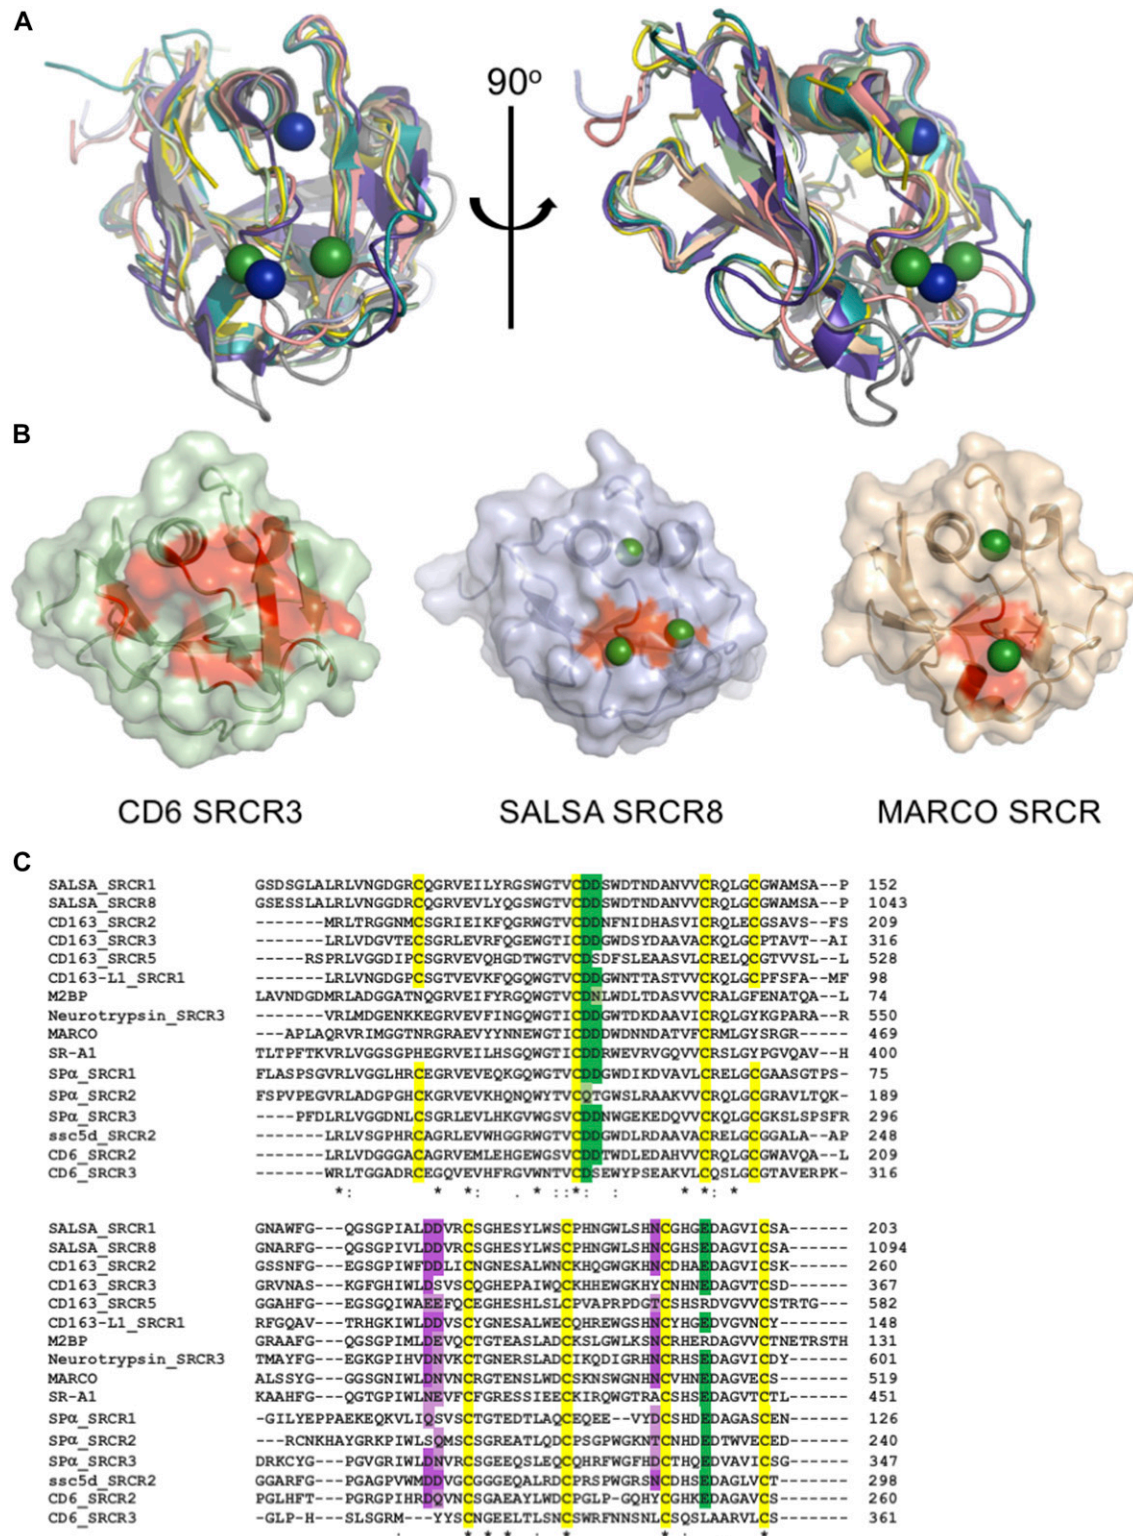 A
90°
B
CD6 SRCR3
SALSA SRCR8
MARCO SRCR
C
SALSA_SRCR1 GSDSGLALRLVNGDGRCQGRVEILYRGSWGTVCDDSWDTNDANVVCRQLGCGWAMSA--P 152
SALSA_SRCR8 GSESSLALRLVNGGDRCQGRVEVLYQGSWGTVCDDSWDTNDANVVCRQLGCGWAMSA--P 1043
CD163_SRCR2 -------MRLTRGGNMCSGRIEIKFQGRWGTVCDDNFNIDHASVICRQLECGSAVS--FS 209
CD163_SRCR3 -------LRLVDGVTECSGRLEVRFQGEWGTICDDGWDSYDAAVACKQLGCPTAVT--AI 316
CD163_SRCR5 -----RSPRLVGGDIPCSGRVEVQHGDTWGTVCDSDFSLEAASVLCRELQCGTVVSL--L 528
CD163-L1_SRCR1 -------LRLVNGDGPCSGTVEVKFQGQWGTVCDDGWNTTASTVVCKQLGCPFSFA--MF 98
M2BP LAVNDGDMRLADGGATNQGRVEIFYRGQWGTVCDNLWDLTDASVVCRALGFENATQA--L 74
Neurotrypsin_SRCR3 -------VRLMDGENKKEGRVEVFINGQWGTICDDGWTDKDAAVICRQLGYKGPARA--R 550
MARCO ---APLAQRVRIMGGTNRGRAEVYYNNEWGTICDDDWDNNDATVFCRMLGYSRGR----- 469
SR-A1 TLTPFTKVRLVGGSGPHEGRVEILHSGQWGTICDDRWEVRVGQVVCRSLGYPGVQAV--H 400
SPα_SRCR1 FLASPSGVRLVGGLHRCEGRVEVEQKGQWGTVCDDGWDIKDVAVLCRELGCGAASGTPS- 75
SPα_SRCR2 FSPVPEGVRLADGPGHCKGRVEVKHQNQWYTVCQTGWSLRAAKVVCRQLGCGRAVLTQK- 189
SPα_SRCR3 ----PFDLRLVGGDNLCSGRLEVLHKGVWGSVCDDNWGEKEDQVVCKQLGCGKSLSPSFR 296
ssc5d_SRCR2 -------LRLVSGPHRCAGRLEVWHGGRWGTVCDDGWDLRDAAVACRELGCGGALA--AP 248
CD6_SRCR2 -------LRLVDGGGACAGRVEMLEHGEWGSVCDDTWDLEDAHVVCRQLGCGWAVQA--L 209
CD6_SRCR3 -------WRLTGGADRCEGQVEVHFRGVWNTVCDSEWYPSEAKVLCQSLGCGTAVERPK- 316
*: * *: . * ::*: : * *: *
SALSA_SRCR1 GNAWFG---QGSGPIALDDVRCSGHESYLWSCPHNGWLSHNCGHGEDAGVICSA------ 203
SALSA_SRCR8 GNARFG---QGSGPIVLDDVRCSGHESYLWSCPHNGWLSHNCGHSEDAGVICSA------ 1094
CD163_SRCR2 GSSNFG---EGSGPIWFDDLICNGNESALWNCKHQGWGKHNCDHAEDAGVICSK------ 260
CD163_SRCR3 GRVNAS---KGFGHIWLDSVSCQGHEPAIWQCKHHEWGKHYCNHNEDAGVTCSD------ 367
CD163_SRCR5 GGAHFG---EGSGQIWAEEFQCEGHESHLSLCPVAPRPDGTCSHSRDVGVVCSTRTG--- 582
CD163-L1_SRCR1 RFGQAV---TRHGKIWLDDVSCYGNESALWECQHREWGSHNCYHGEDVGVNCY------- 148
M2BP GRAAFG---QGSGPIMLDEVQCTGTEASLADCKSLGWLKSNCRHERDAGVVCTNETRSTH 131
Neurotrypsin_SRCR3 TMAYFG---EGKGPIHVDNVKCTGNERSLADCIKQDIGRHNCRHSEDAGVICDY------ 601
MARCO ALSSYG---GGSGNIWLDNVNCRGTENSLWDCSKNSWGNHNCVHNEDAGVECS------- 519
SR-A1 KAAHFG---QGTGPIWLNEVFCFGRESSIEECKIRQWGTRACSHSEDAGVTCTL------ 451
SPα_SRCR1 -GILYEPPAEKEQKVLIQSVSCTGTEDTLAQCEQEE--VYDCSHDEDAGASCEN------ 126
SPα_SRCR2 ---RCNKHAYGRKPIWLSQMSCSGREATLQDCPSGPWGKNTCNHDEDTWVECED------ 240
SPα_SRCR3 DRKCYG---PGVGRIWLDNVRCSGEEQSLEQCQHRFWGFHDCTHQEDVAVICSG------ 347
ssc5d_SRCR2 GGARFG---PGAGPVWMDDVGCGGGEQALRDCPRSPWGRSNCDHSEDAGLVCT------- 298
CD6_SRCR2 PGLHFT---PGRGPIHRDQVNCSGAEAYLWDCPGLP-GQHYCGHKEDAGAVCS------- 260
CD6_SRCR3 -GLP-H---SLSGRM---YYSCNGEELTLSNCSWRFNNSNLCSQSLAARVLCS------- 361
. * * * . * * *